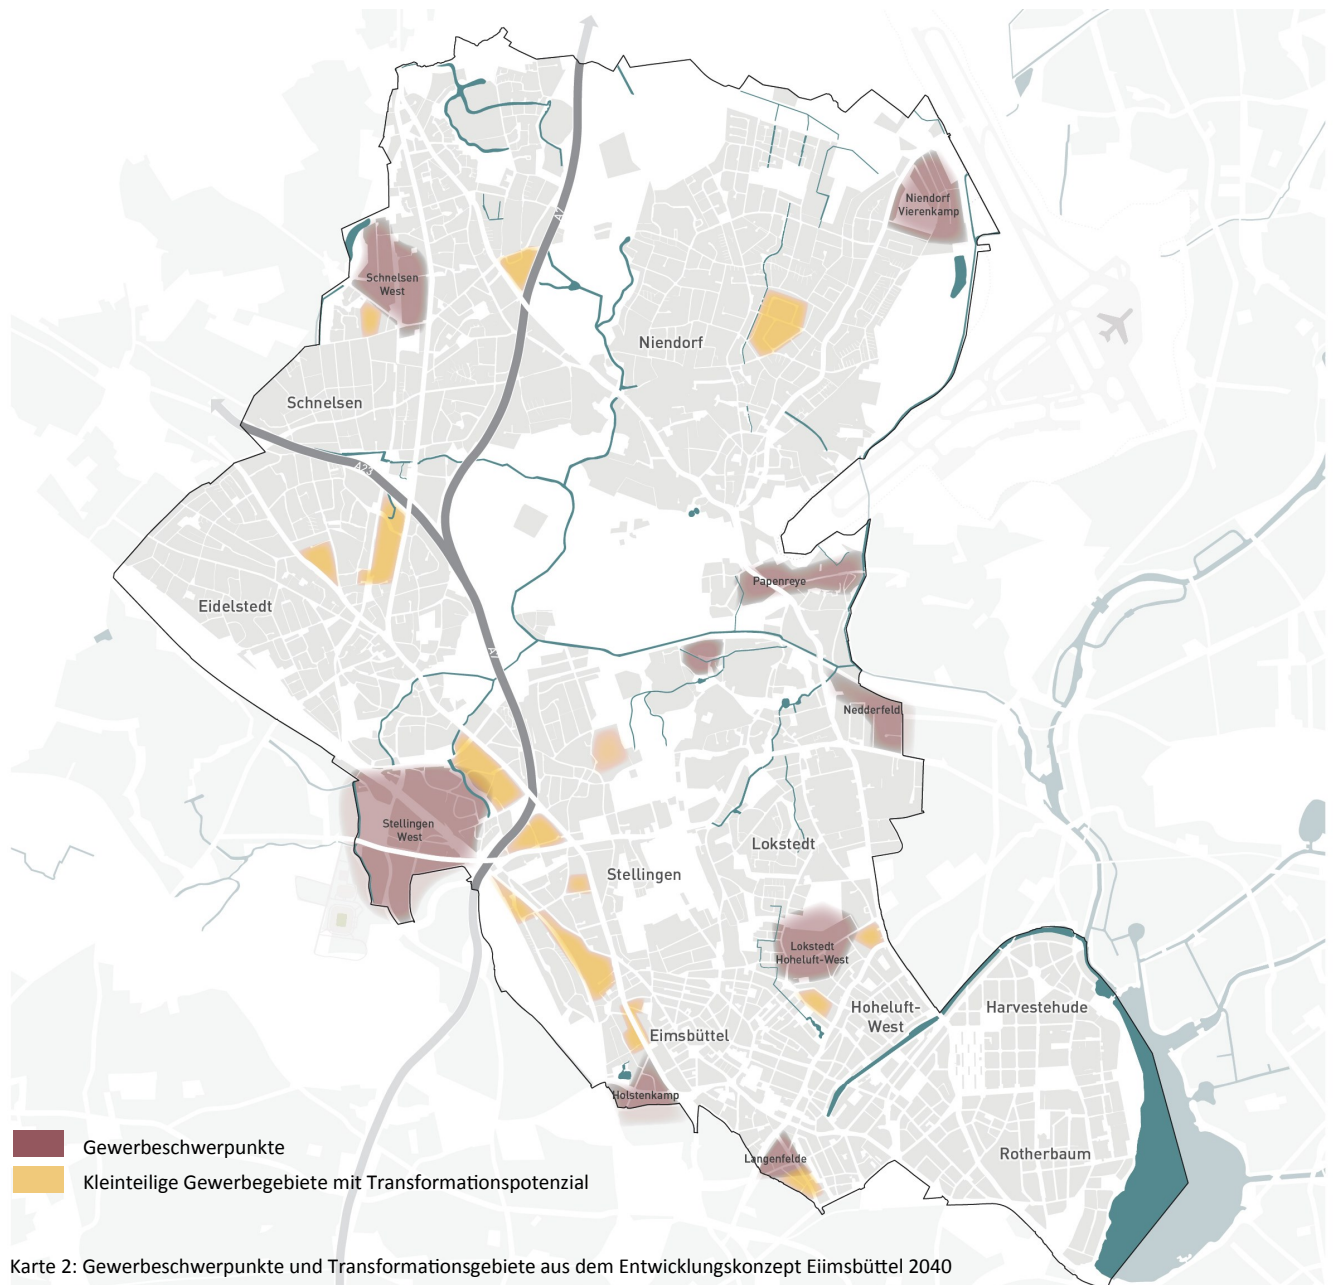 A7
Niendorf
Vierenkamp
Schnelsen
West
Niendorf
Schnelsen
A23
Eidelstedt
Papenreye
A7
Nedderfeld
Stellingen
West
Lokstedt
Stellingen
Lokstedt
Hoheluft-West
Hoheluft-
West
Harvestehude
Eimsbüttel
Holstenkamp
Langenfelde
Rotherbaum
Gewerbeschwerpunkte
Kleinteilige Gewerbegebiete mit Transformationspotenzial
Karte 2: Gewerbeschwerpunkte und Transformationsgebiete aus dem Entwicklungskonzept Eiimsbüttel 2040